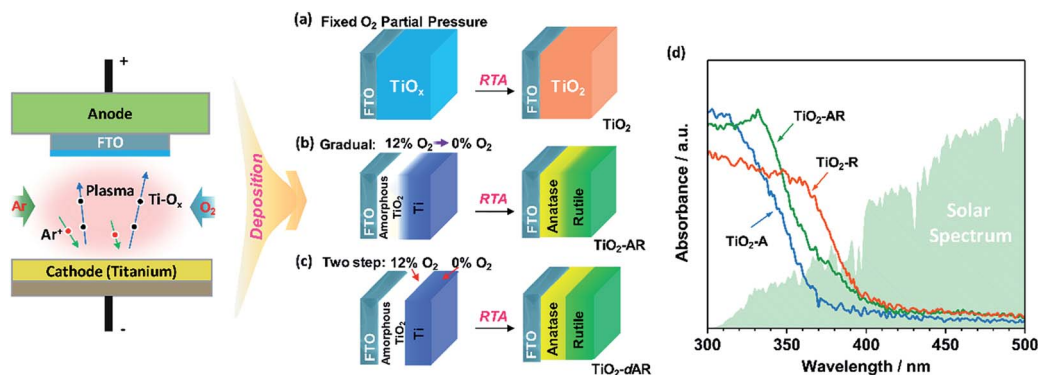 +
Anode
FTO
Plasma
Ar
Ti-Oₓ
O₂
Ar⁺
Cathode (Titanium)
-
Deposition
(a) Fixed O₂ Partial Pressure
FTO
TiOₓ
RTA
FTO
TiO₂
TiO₂
(b) Gradual: 12% O₂ → 0% O₂
FTO
Amorphous
TiO₂
Ti
RTA
FTO
Anatase
Rutile
TiO₂-AR
(c) Two step: 12% O₂ 0% O₂
FTO
Amorphous
TiO₂
Ti
RTA
FTO
Anatase
Rutile
TiO₂-dAR
(d)
Absorbance / a.u.
TiO₂-AR
TiO₂-R
TiO₂-A
Solar
Spectrum
300 350 400 450 500
Wavelength / nm